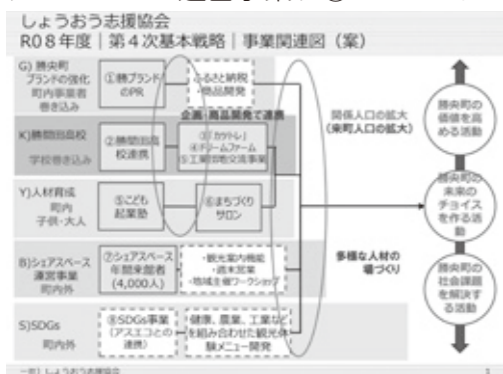 しょうおう志援協会
R08年度｜第4次基本戦略｜事業関連図（案）
G) 勝央町
ブランドの強化
町内事業者
巻き込み
①勝ブランド
のPR
ふるさと納税
・商品開発
企画・商品開発で連携
K)勝間田高校
学校巻き込み
②勝間田高
校連携
④ドリームファーム
⑤工業団地交流事業
Y)人材育成
町内
子供・大人
⑤こども
起業塾
⑥まちづくり
サロン
B)シェアスペース
運営事業
町内外
⑦シェアスペース
年間来館者
(4,000人)
・観光案内機能
・週末営業
・地域主催ワークショップ
S)SDGs
町内外
⑧SDGs事業
(アスエコとの
連携)
健康、農業、工業など
を組み合わせた観光体
験メニュー開発
関係人口の拡大
(来町人口の拡大)
多様な人材の
場づくり
勝央町の
価値を高
める活動
勝央町の
未来の
チョイス
を作る活
動
勝央町の
社会課題
を解決す
る活動
一社）しょうおう志援協会